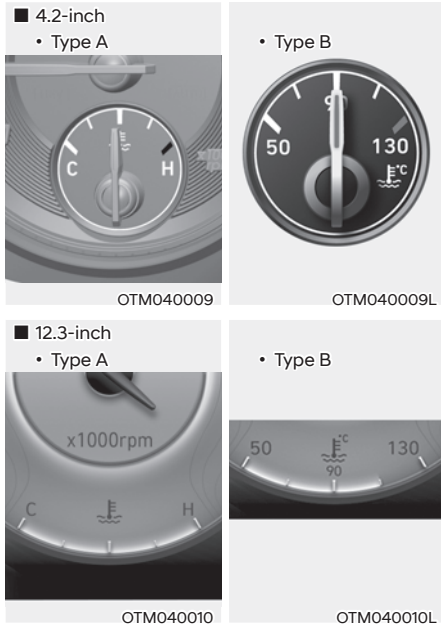 ■ 4.2-inch
• Type A
C
H
OTM040009
• Type B
50
90
130
°C
OTM040009L
■ 12.3-inch
• Type A
x1000rpm
C
H
OTM040010
• Type B
50
°C
90
130
OTM040010L